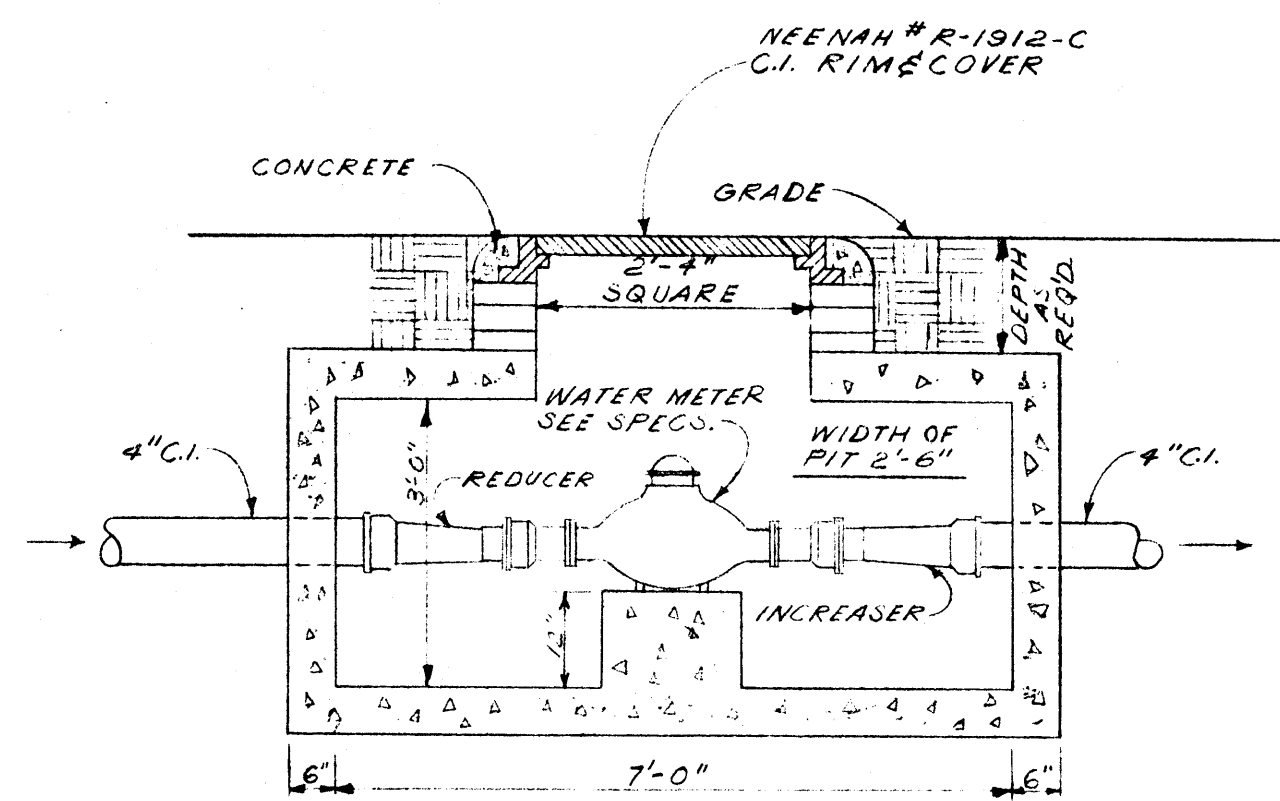 NEENAH # R-1912-C
C.I. RIM & COVER
CONCRETE
GRADE
2'-4"
SQUARE
DEPTH
AS
REQ'D
WATER METER
SEE SPECS.
WIDTH OF
PIT 2'-6"
4" C.I.
4" C.I.
3'-0"
REDUCER
12"
INCREASER
6"
7'-0"
6"